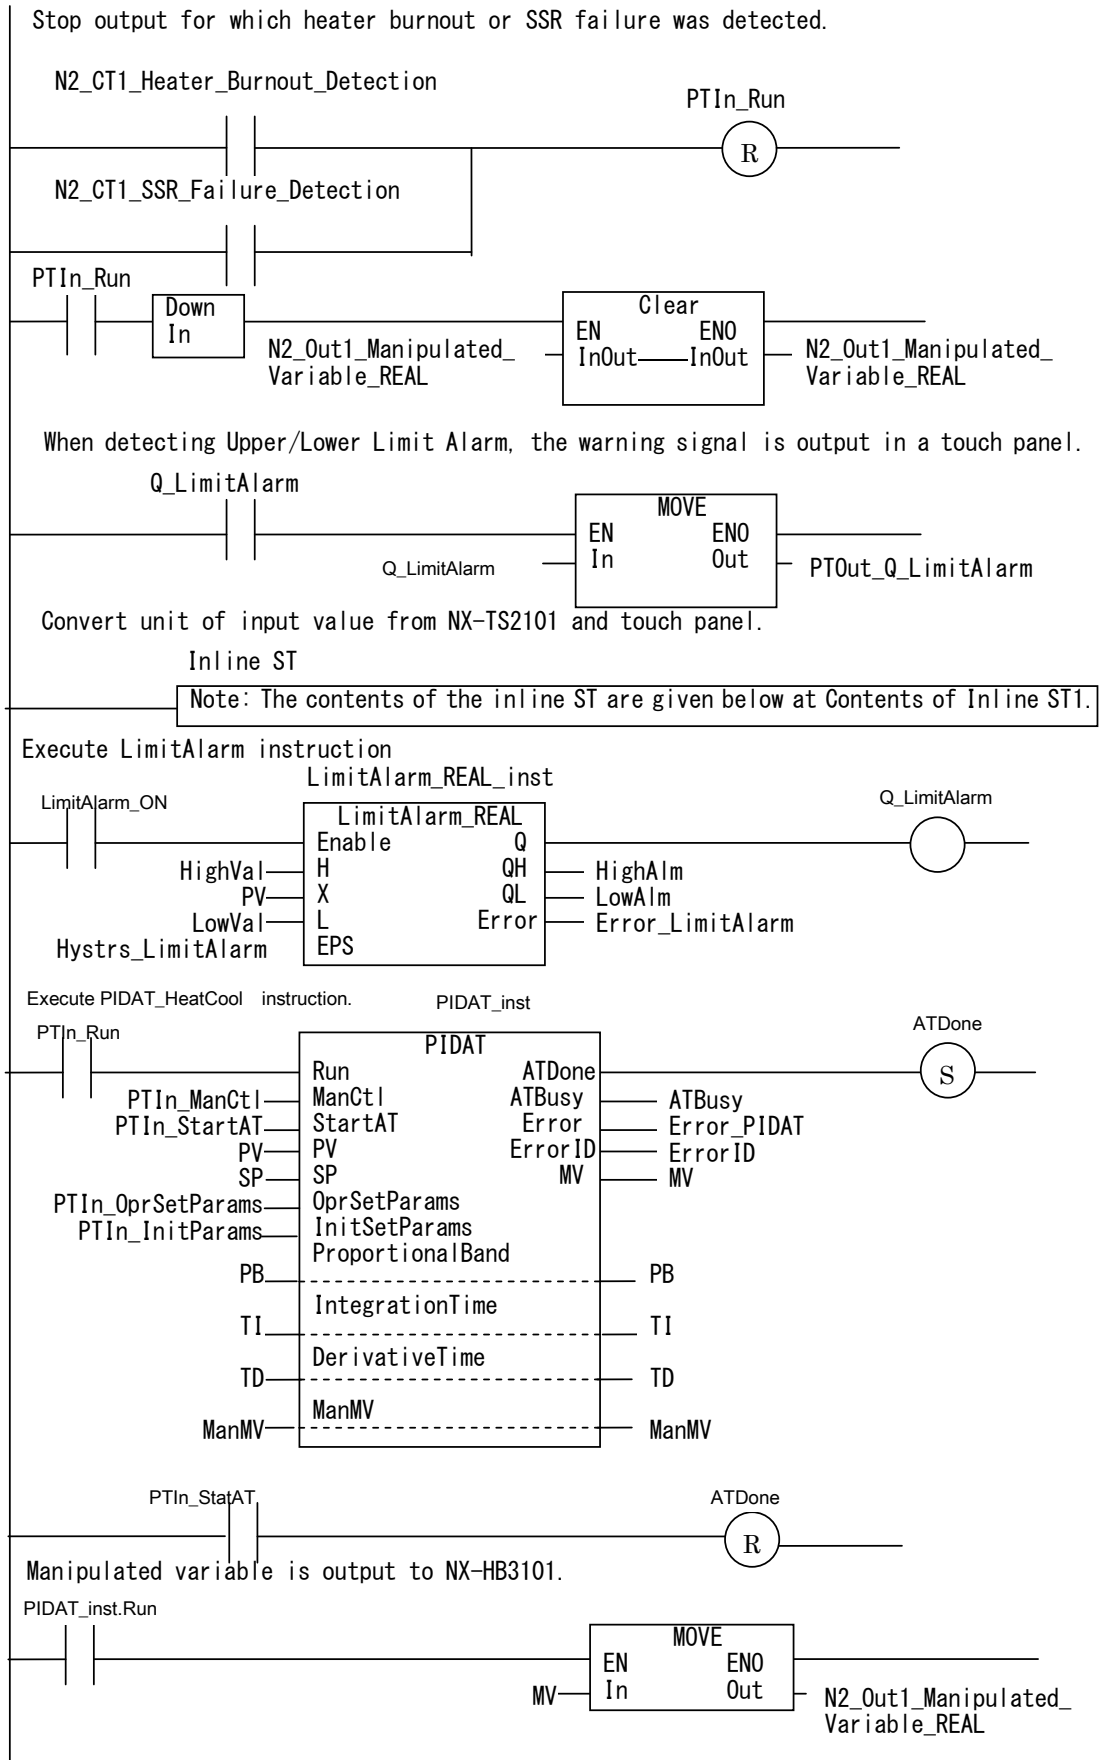 Stop output for which heater burnout or SSR failure was detected.
N2_CT1_Heater_Burnout_Detection
PTIn_Run
R
N2_CT1_SSR_Failure_Detection
PTIn_Run
Down
In
Clear
EN ENO
InOut InOut
N2_Out1_Manipulated_
Variable_REAL
N2_Out1_Manipulated_
Variable_REAL
When detecting Upper/Lower Limit Alarm, the warning signal is output in a touch panel.
Q_LimitAlarm
MOVE
EN ENO
Q_LimitAlarm In Out PTOut_Q_LimitAlarm
Convert unit of input value from NX-TS2101 and touch panel.
Inline ST
Note: The contents of the inline ST are given below at Contents of Inline ST1.
Execute LimitAlarm instruction
LimitAlarm_REAL_inst
LimitAlarm_ON
Q_LimitAlarm
LimitAlarm_REAL
Enable Q
HighVal H QH HighAlm
PV X QL LowAlm
LowVal L Error Error_LimitAlarm
Hystrs_LimitAlarm EPS
Execute PIDAT_HeatCool instruction.
PIDAT_inst
PTIn_Run
ATDone
PIDAT
Run ATDone S
PTIn_ManCtl ManCtl ATBusy ATBusy
PTIn_StartAT StartAT Error Error_PIDAT
PV PV ErrorID ErrorID
SP SP MV MV
PTIn_OprSetParams OprSetParams
PTIn_InitParams InitSetParams
ProportionalBand
PB PB
IntegrationTime
TI TI
DerivativeTime
TD TD
ManMV
ManMV ManMV
PTIn_StatAT
ATDone
R
Manipulated variable is output to NX-HB3101.
PIDAT_inst.Run
MOVE
EN ENO
MV In Out N2_Out1_Manipulated_
Variable_REAL